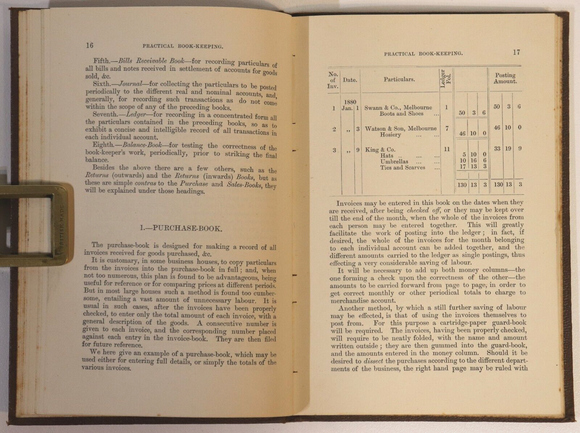 16 PRACTICAL BOOK-KEEPING.
Fifth.—Bills Receivable Book—for recording particulars of
all bills and notes received in settlement of accounts for goods
sold, &c.
Sixth.—Journal—for collecting the particulars to be posted
periodically to the different real and nominal accounts, and,
generally, for recording such transactions as do not come
within the scope of any of the preceding books.
Seventh.—Ledger—for recording in a concentrated form all
the particulars contained in the preceding books, so as to
exhibit a concise and intelligible record of all transactions in
each individual account.
Eighth.—Balance-Book—for testing the correctness of the
book-keeper's work, periodically, prior to striking the final
balance.
Besides the above there are a few others, such as the
Returns (outwards) and the Returns (inwards) Books, but as
these are simple contras to the Purchase and Sales-Books, they
will be explained under those headings.
I.—PURCHASE-BOOK.
The purchase-book is designed for making a record of all
invoices received for goods purchased, &c.
It is customary, in some business houses, to copy particulars
from the invoices into the purchase-book in full; and, when
not too numerous, this plan is found to be advantageous, being
useful for reference or for comparing prices at different periods.
But in most large houses such a method is found too cumber-
some, entailing a vast amount of unnecessary labour. It is
usual in such cases, after the invoices have been properly
checked, to enter only the total amount of each invoice, with a
general description of the goods. A consecutive number is
given to each invoice, and the corresponding number placed
against each entry in the invoice-book. They are then filed
for future reference.
We here give an example of a purchase-book, which may be
used either for entering full details, or simply the totals of the
various invoices.
PRACTICAL BOOK-KEEPING. 17
No. of Inv. Date. Particulars. Ledger Fol. Posting Amount.
1880
1 Jan. 1 Swann & Co., Melbourne 1
Boots and Shoes ... 50 3 6 50 3 6
2 ,, 3 Watson & Son, Melbourne 7
Hosiery ... 46 10 0 46 10 0
3 ,, 9 King & Co. 11 33 19 9
Hats ... 5 10 0
Umbrellas ... 10 16 6
Ties and Scarves 17 13 3
130 13 3 130 13 3
Invoices may be entered in this book on the dates when they
are received, after being checked off, or they may be kept over
till the end of the month, when the whole of the invoices from
each person may be entered together. This will greatly
facilitate the work of posting into the ledger; in fact, if
desired, the whole of the invoices for the month belonging
to each individual account can be added together, and the
different amounts carried to the ledger as single postings, thus
effecting a very considerable saving of labour.
It will be necessary to add up both money columns—the
one forming a check upon the correctness of the other—the
amounts to be carried forward from page to page, in order to
get correct monthly or other periodical totals to charge to
merchandise account.
Another method, by which a still further saving of labour
may be effected, is that of using the invoices themselves to
post from. For this purpose a cartridge-paper guard-book
will be required. The invoices, having been properly checked,
will require to be neatly folded, with the name and amount
written outside; they are then gummed into the guard-book,
and the amounts entered in the money column. Should it be
desired to dissect the purchases according to the different depart-
ments of the business, the right hand page may be ruled with